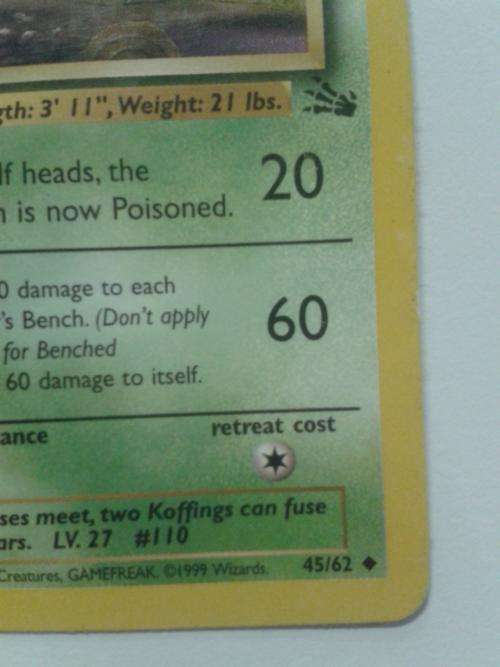 gth: 3' 11", Weight: 21 lbs.
If heads, the
n is now Poisoned.
20
0 damage to each
's Bench. (Don't apply
for Benched
60 damage to itself.
60
ance
retreat cost
ses meet, two Koffings can fuse
ars. LV. 27 #110
Creatures, GAMEFREAK. ©1999 Wizards. 45/62